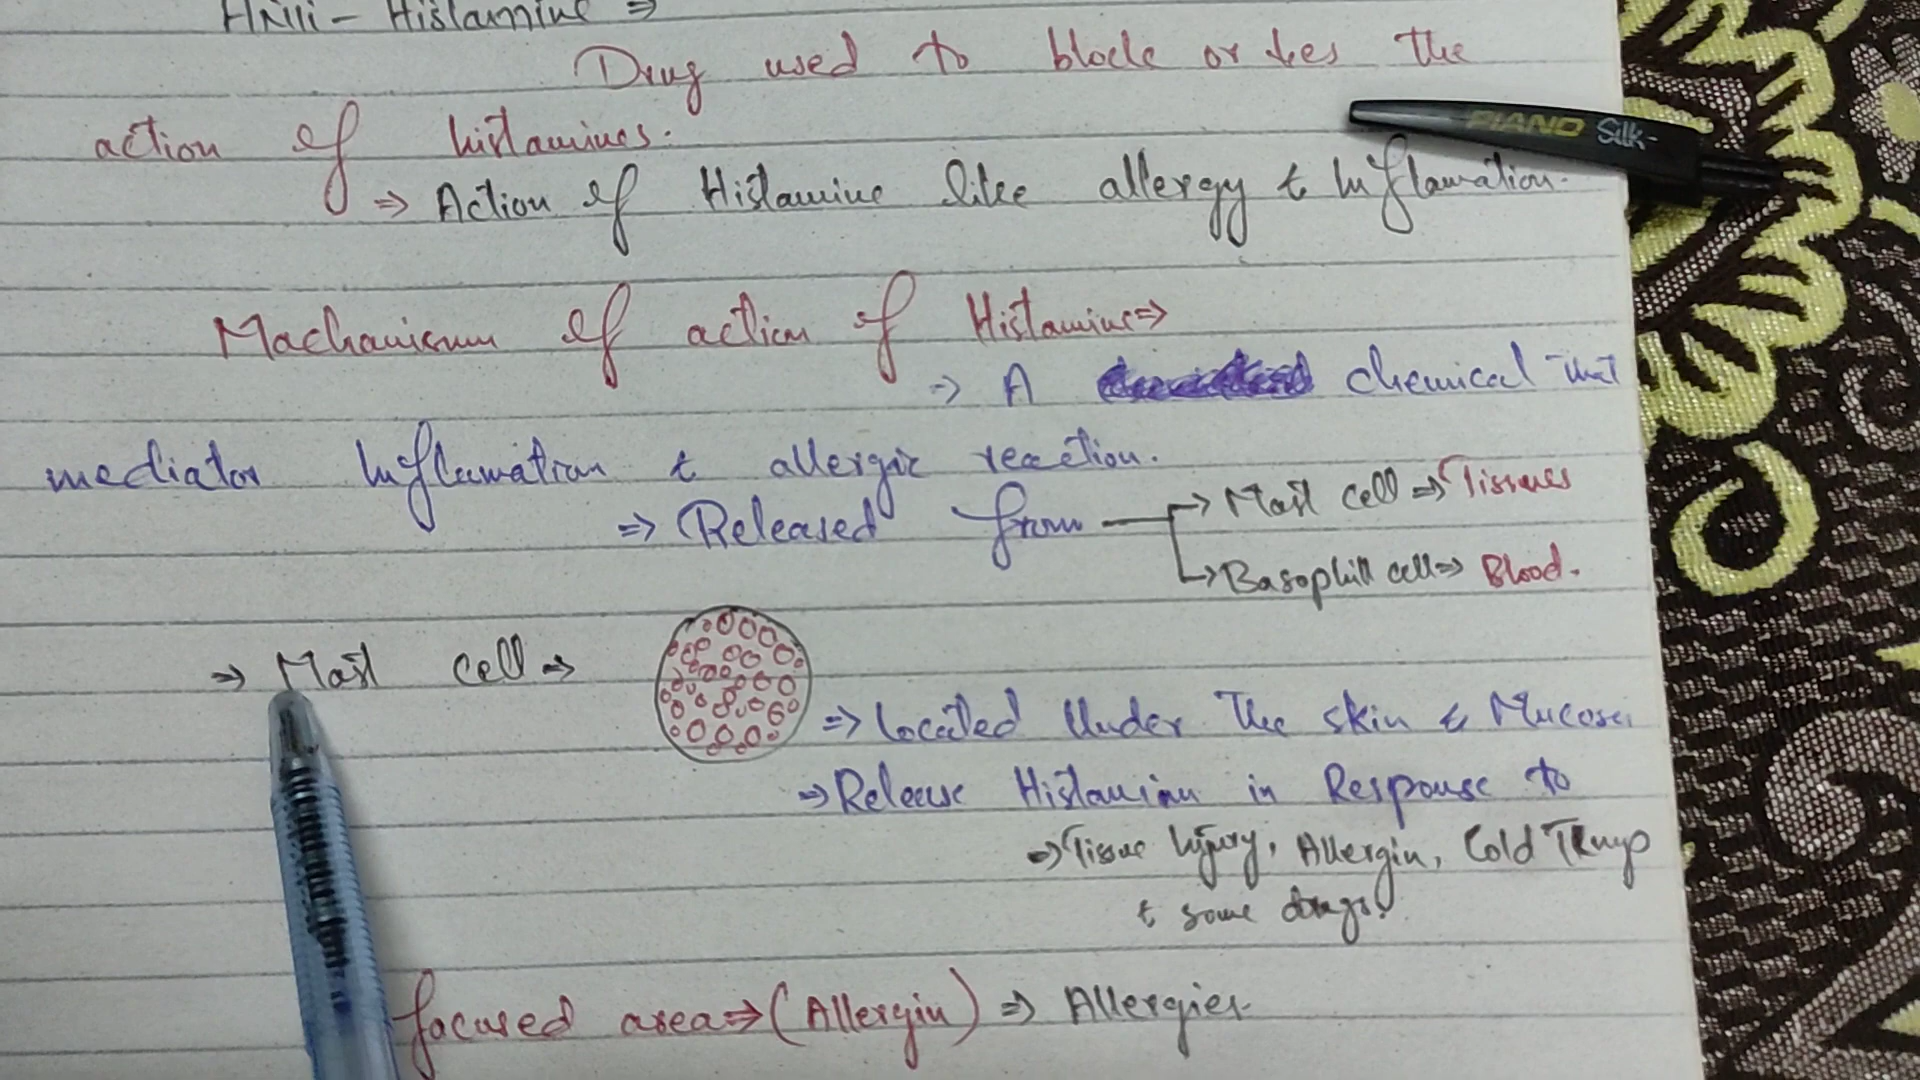 Anti-Histamine ⇒
Drug used to block or les the
action of histamines.
⇒ Action of Histamine like allergy & Inflamation.
Machanism of action of Histamine ⇒
⇒ A chemical that
mediator Inflamation & allergic reaction.
⇒ Released from → Mast cell ⇒ Tissues
→ Basophill cell ⇒ Blood.
⇒ Mast cell ⇒
⇒ Located Under The skin & Mucosa
⇒ Release Histamine in Response to
⇒ Tissue Injury, Allergin, Cold Temp
& some drugs.
focused area ⇒ (Allergin) ⇒ Allergies.
PIANO Silk-